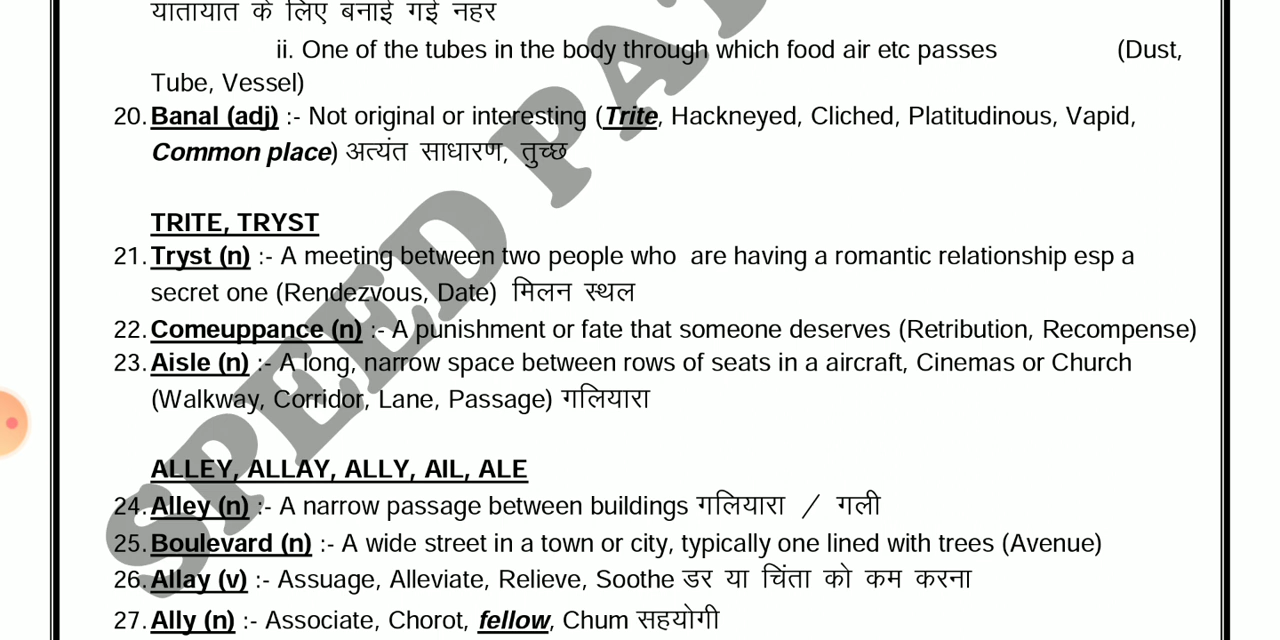 यातायात के लिए बनाई गई नहर
ii. One of the tubes in the body through which food air etc passes (Dust,
Tube, Vessel)
20. Banal (adj) :- Not original or interesting (Trite, Hackneyed, Cliched, Platitudinous, Vapid,
Common place) अत्यंत साधारण, तुच्छ
TRITE, TRYST
21. Tryst (n) :- A meeting between two people who are having a romantic relationship esp a
secret one (Rendezvous, Date) मिलन स्थल
22. Comeuppance (n) :- A punishment or fate that someone deserves (Retribution, Recompense)
23. Aisle (n) :- A long, narrow space between rows of seats in a aircraft, Cinemas or Church
(Walkway, Corridor, Lane, Passage) गलियारा
ALLEY, ALLAY, ALLY, AIL, ALE
24. Alley (n) :- A narrow passage between buildings गलियारा / गली
25. Boulevard (n) :- A wide street in a town or city, typically one lined with trees (Avenue)
26. Allay (v) :- Assuage, Alleviate, Relieve, Soothe डर या चिंता को कम करना
27. Ally (n) :- Associate, Chorot, fellow, Chum सहयोगी
SPEED